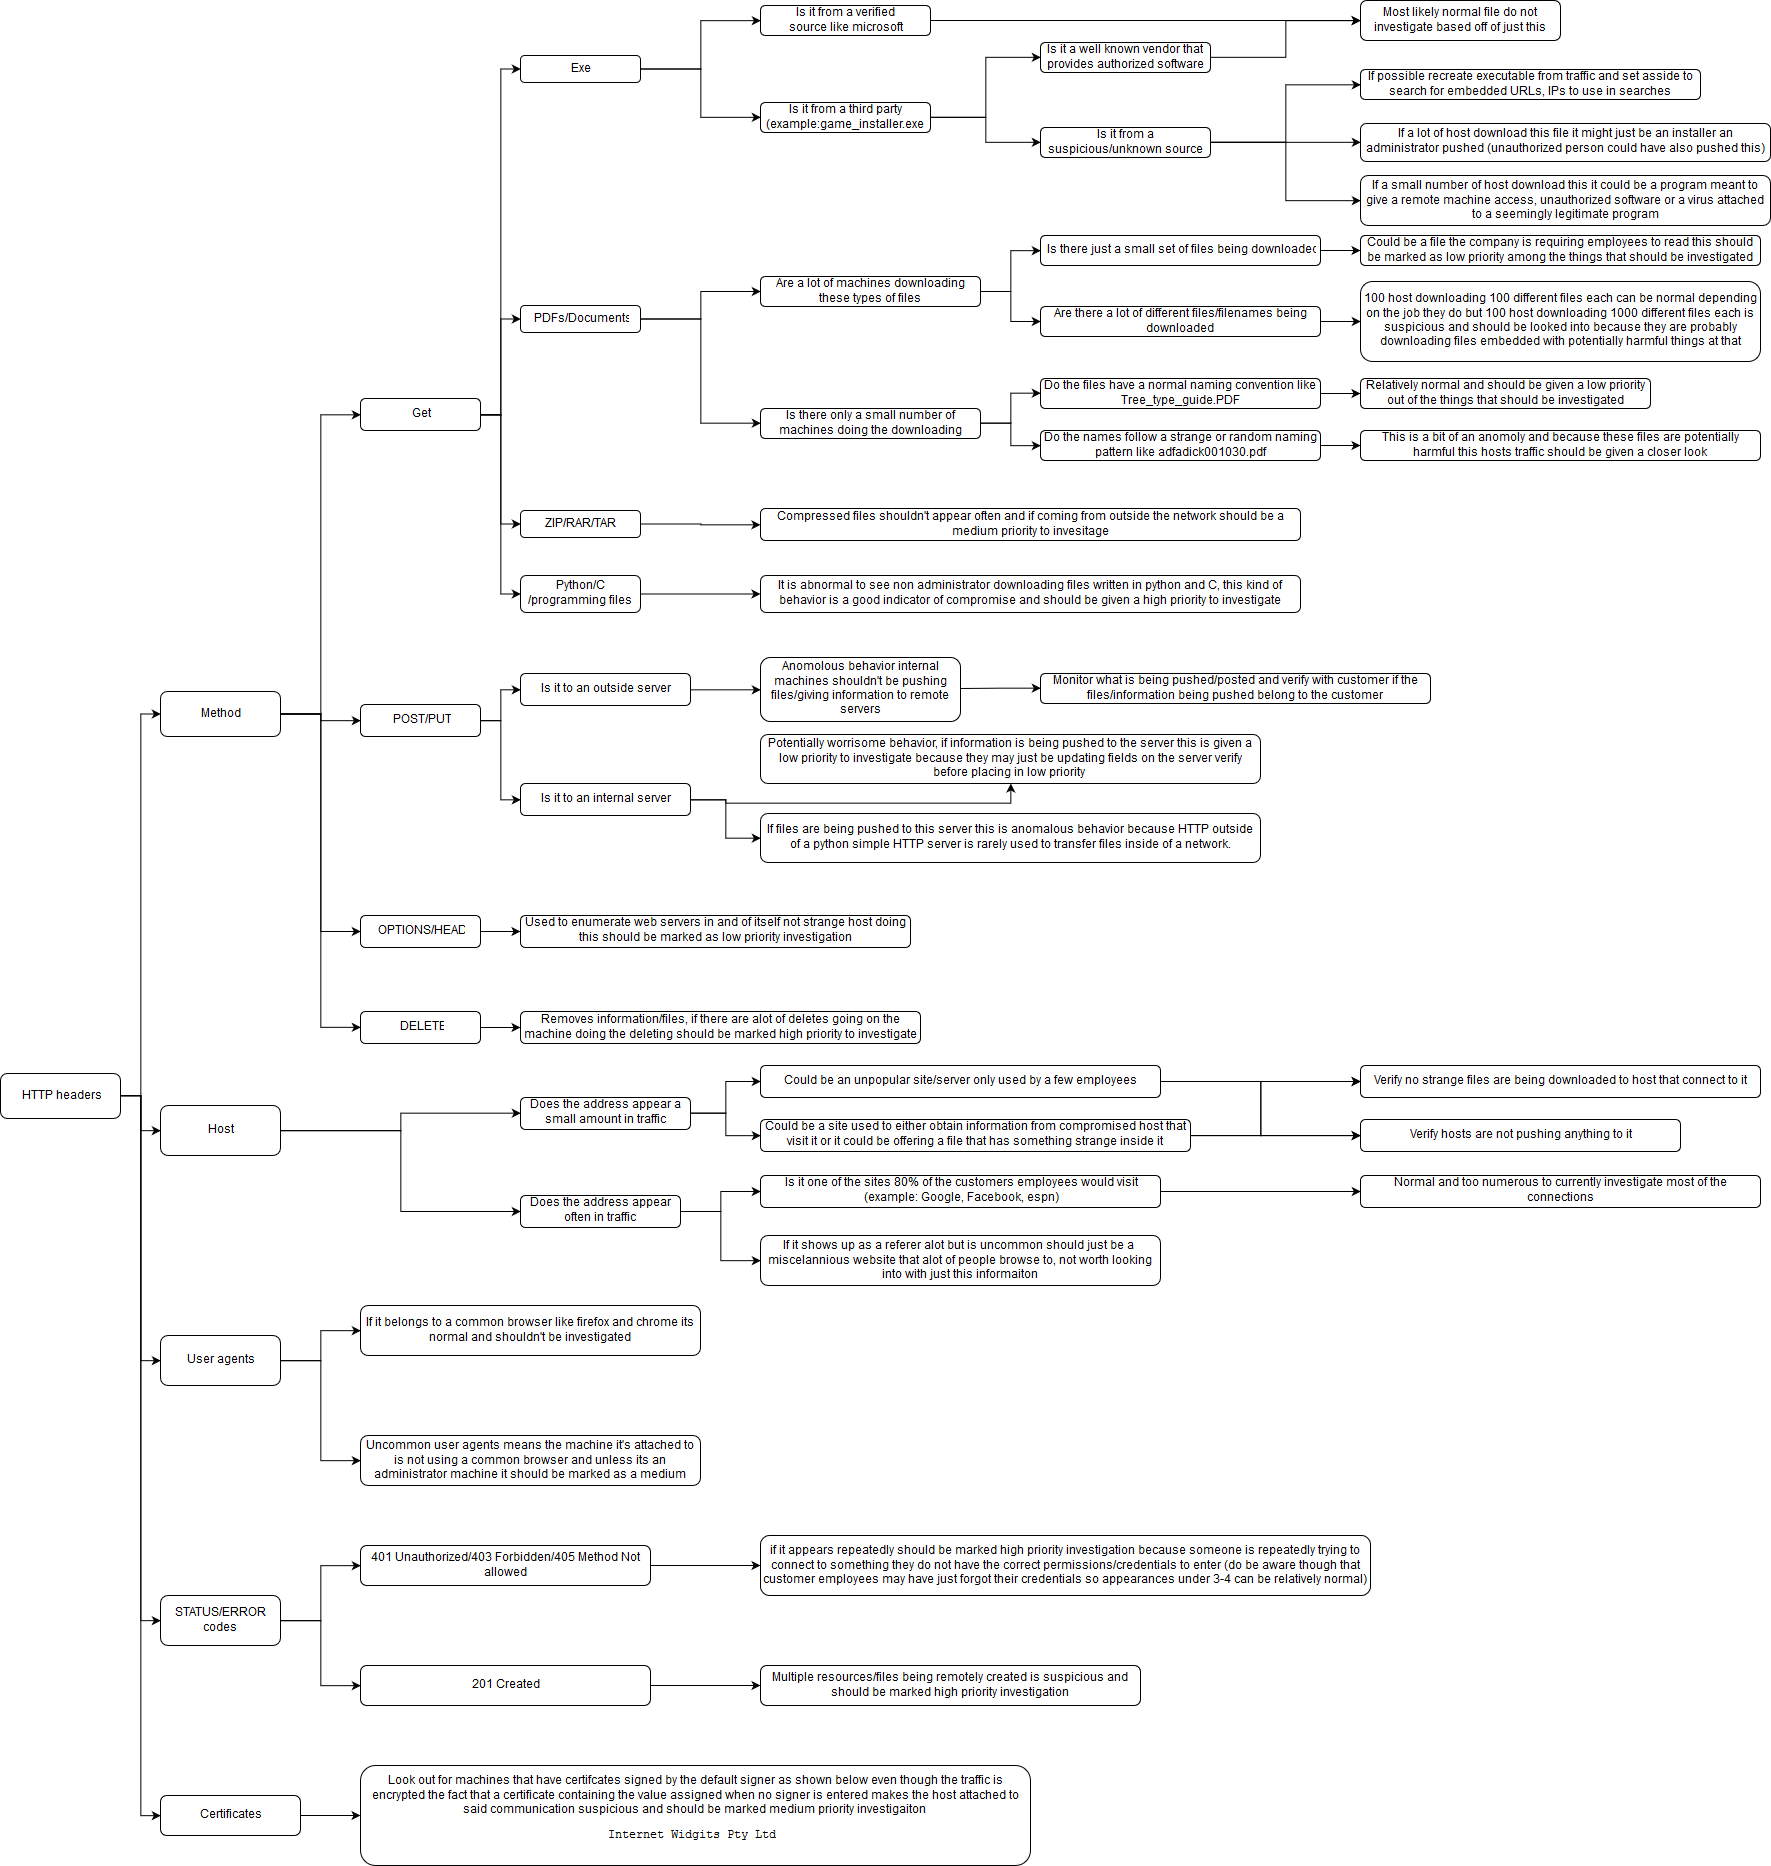 Is it from a verified
source like microsoft
Most likely normal file do not
investigate based off of just this
Is it a well known vendor that
provides authorized software
Exe
If possible recreate executable from traffic and set asside to
search for embedded URLs, IPs to use in searches
Is it from a third party
(example:game_installer.exe
Is it from a
suspicious/unknown source
If a lot of host download this file it might just be an installer an
administrator pushed (unauthorized person could have also pushed this)
If a small number of host download this it could be a program meant to
give a remote machine access, unauthorized software or a virus attached
to a seemingly legitimate program
Is there just a small set of files being downloaded
Could be a file the company is requiring employees to read this should
be marked as low priority among the things that should be investigated
Are a lot of machines downloading
these types of files
PDFs/Documents
Are there a lot of different files/filenames being
downloaded
100 host downloading 100 different files each can be normal depending
on the job they do but 100 host downloading 1000 different files each is
suspicious and should be looked into because they are probably
downloading files embedded with potentially harmful things at that
Do the files have a normal naming convention like
Tree_type_guide.PDF
Relatively normal and should be given a low priority
out of the things that should be investigated
Get
Is there only a small number of
machines doing the downloading
Do the names follow a strange or random naming
pattern like adfadick001030.pdf
This is a bit of an anomoly and because these files are potentially
harmful this hosts traffic should be given a closer look
ZIP/RAR/TAR
Compressed files shouldn't appear often and if coming from outside the network should be a
medium priority to invesitage
Python/C
/programming files
It is abnormal to see non administrator downloading files written in python and C, this kind of
behavior is a good indicator of compromise and should be given a high priority to investigate
Method
POST/PUT
Is it to an outside server
Anomolous behavior internal
machines shouldn't be pushing
files/giving information to remote
servers
Monitor what is being pushed/posted and verify with customer if the
files/information being pushed belong to the customer
Potentially worrisome behavior, if information is being pushed to the server this is given a
low priority to investigate because they may just be updating fields on the server verify
before placing in low priority
Is it to an internal server
If files are being pushed to this server this is anomalous behavior because HTTP outside
of a python simple HTTP server is rarely used to transfer files inside of a network.
OPTIONS/HEAD
Used to enumerate web servers in and of itself not strange host doing
this should be marked as low priority investigation
DELETE
Removes information/files, if there are alot of deletes going on the
machine doing the deleting should be marked high priority to investigate
HTTP headers
Host
Does the address appear a
small amount in traffic
Could be an unpopular site/server only used by a few employees
Verify no strange files are being downloaded to host that connect to it
Could be a site used to either obtain information from compromised host that
visit it or it could be offering a file that has something strange inside it
Verify hosts are not pushing anything to it
Does the address appear
often in traffic
Is it one of the sites 80% of the customers employees would visit
(example: Google, Facebook, espn)
Normal and too numerous to currently investigate most of the
connections
If it shows up as a referer alot but is uncommon should just be a
miscelannious website that alot of people browse to, not worth looking
into with just this informaiton
User agents
If it belongs to a common browser like firefox and chrome its
normal and shouldn't be investigated
Uncommon user agents means the machine it's attached to
is not using a common browser and unless its an
administrator machine it should be marked as a medium
STATUS/ERROR
codes
401 Unauthorized/403 Forbidden/405 Method Not
allowed
if it appears repeatedly should be marked high priority investigation because someone is repeatedly trying to
connect to something they do not have the correct permissions/credentials to enter (do be aware though that
customer employees may have just forgot their credentials so appearances under 3-4 can be relatively normal)
201 Created
Multiple resources/files being remotely created is suspicious and
should be marked high priority investigation
Certificates
Look out for machines that have certifcates signed by the default signer as shown below even though the traffic is
encrypted the fact that a certificate containing the value assigned when no signer is entered makes the host attached to
said communication suspicious and should be marked medium priority investigaiton
Internet Widgits Pty Ltd